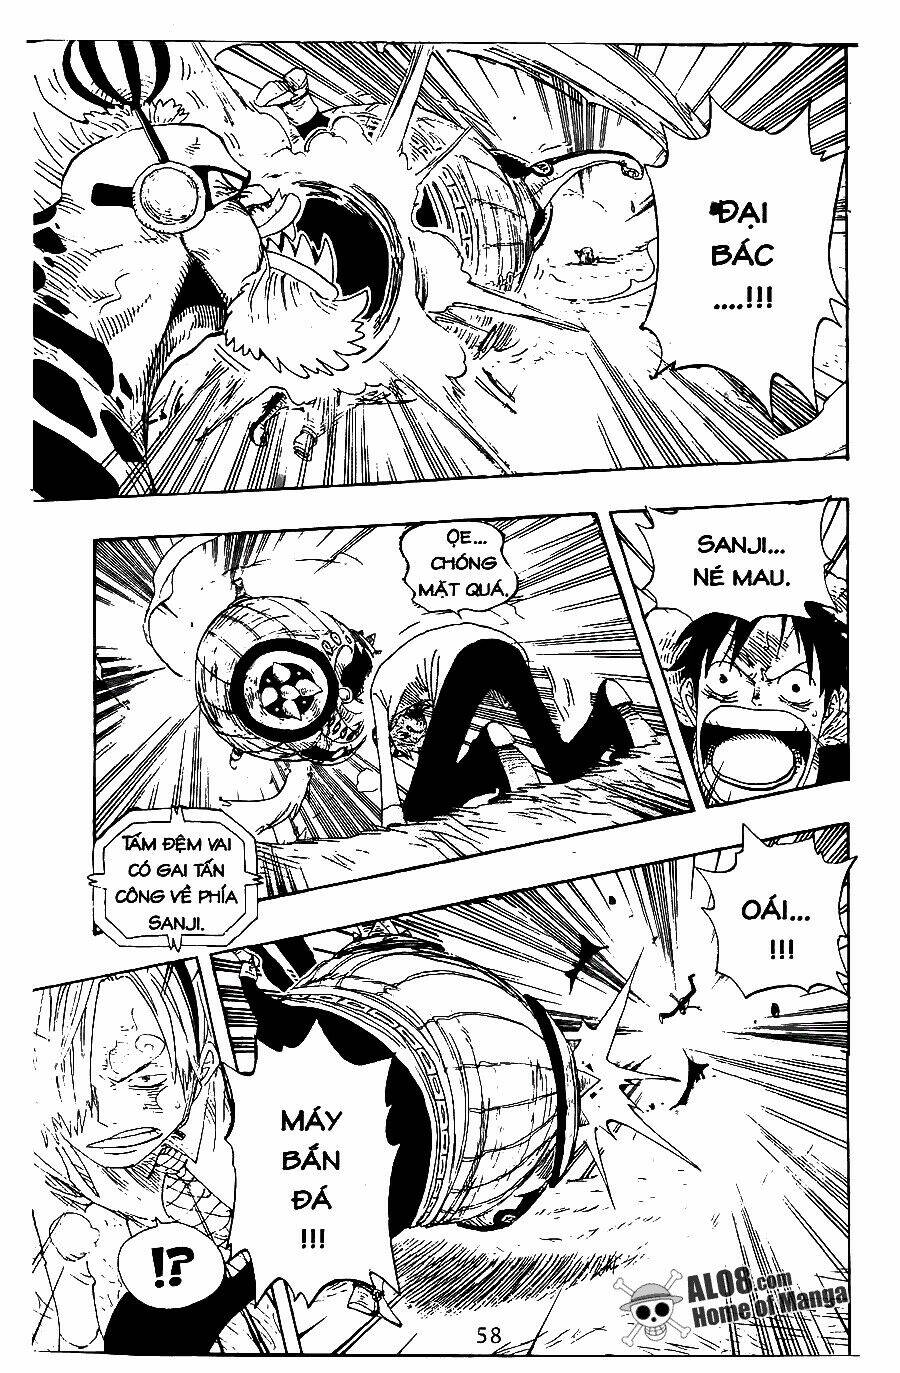 ĐẠI
BÁC
....!!!
SANJI...
NÉ MAU.
ỌE...
CHÓNG
MẶT QUÁ.
TẤM ĐỆM VAI
CÓ GAI TẤN
CÔNG VỀ PHÍA
SANJI.
OÁI...
!!!
MÁY
BẮN
ĐÁ
!!!
!?
58
ALO8.com
Home of Manga